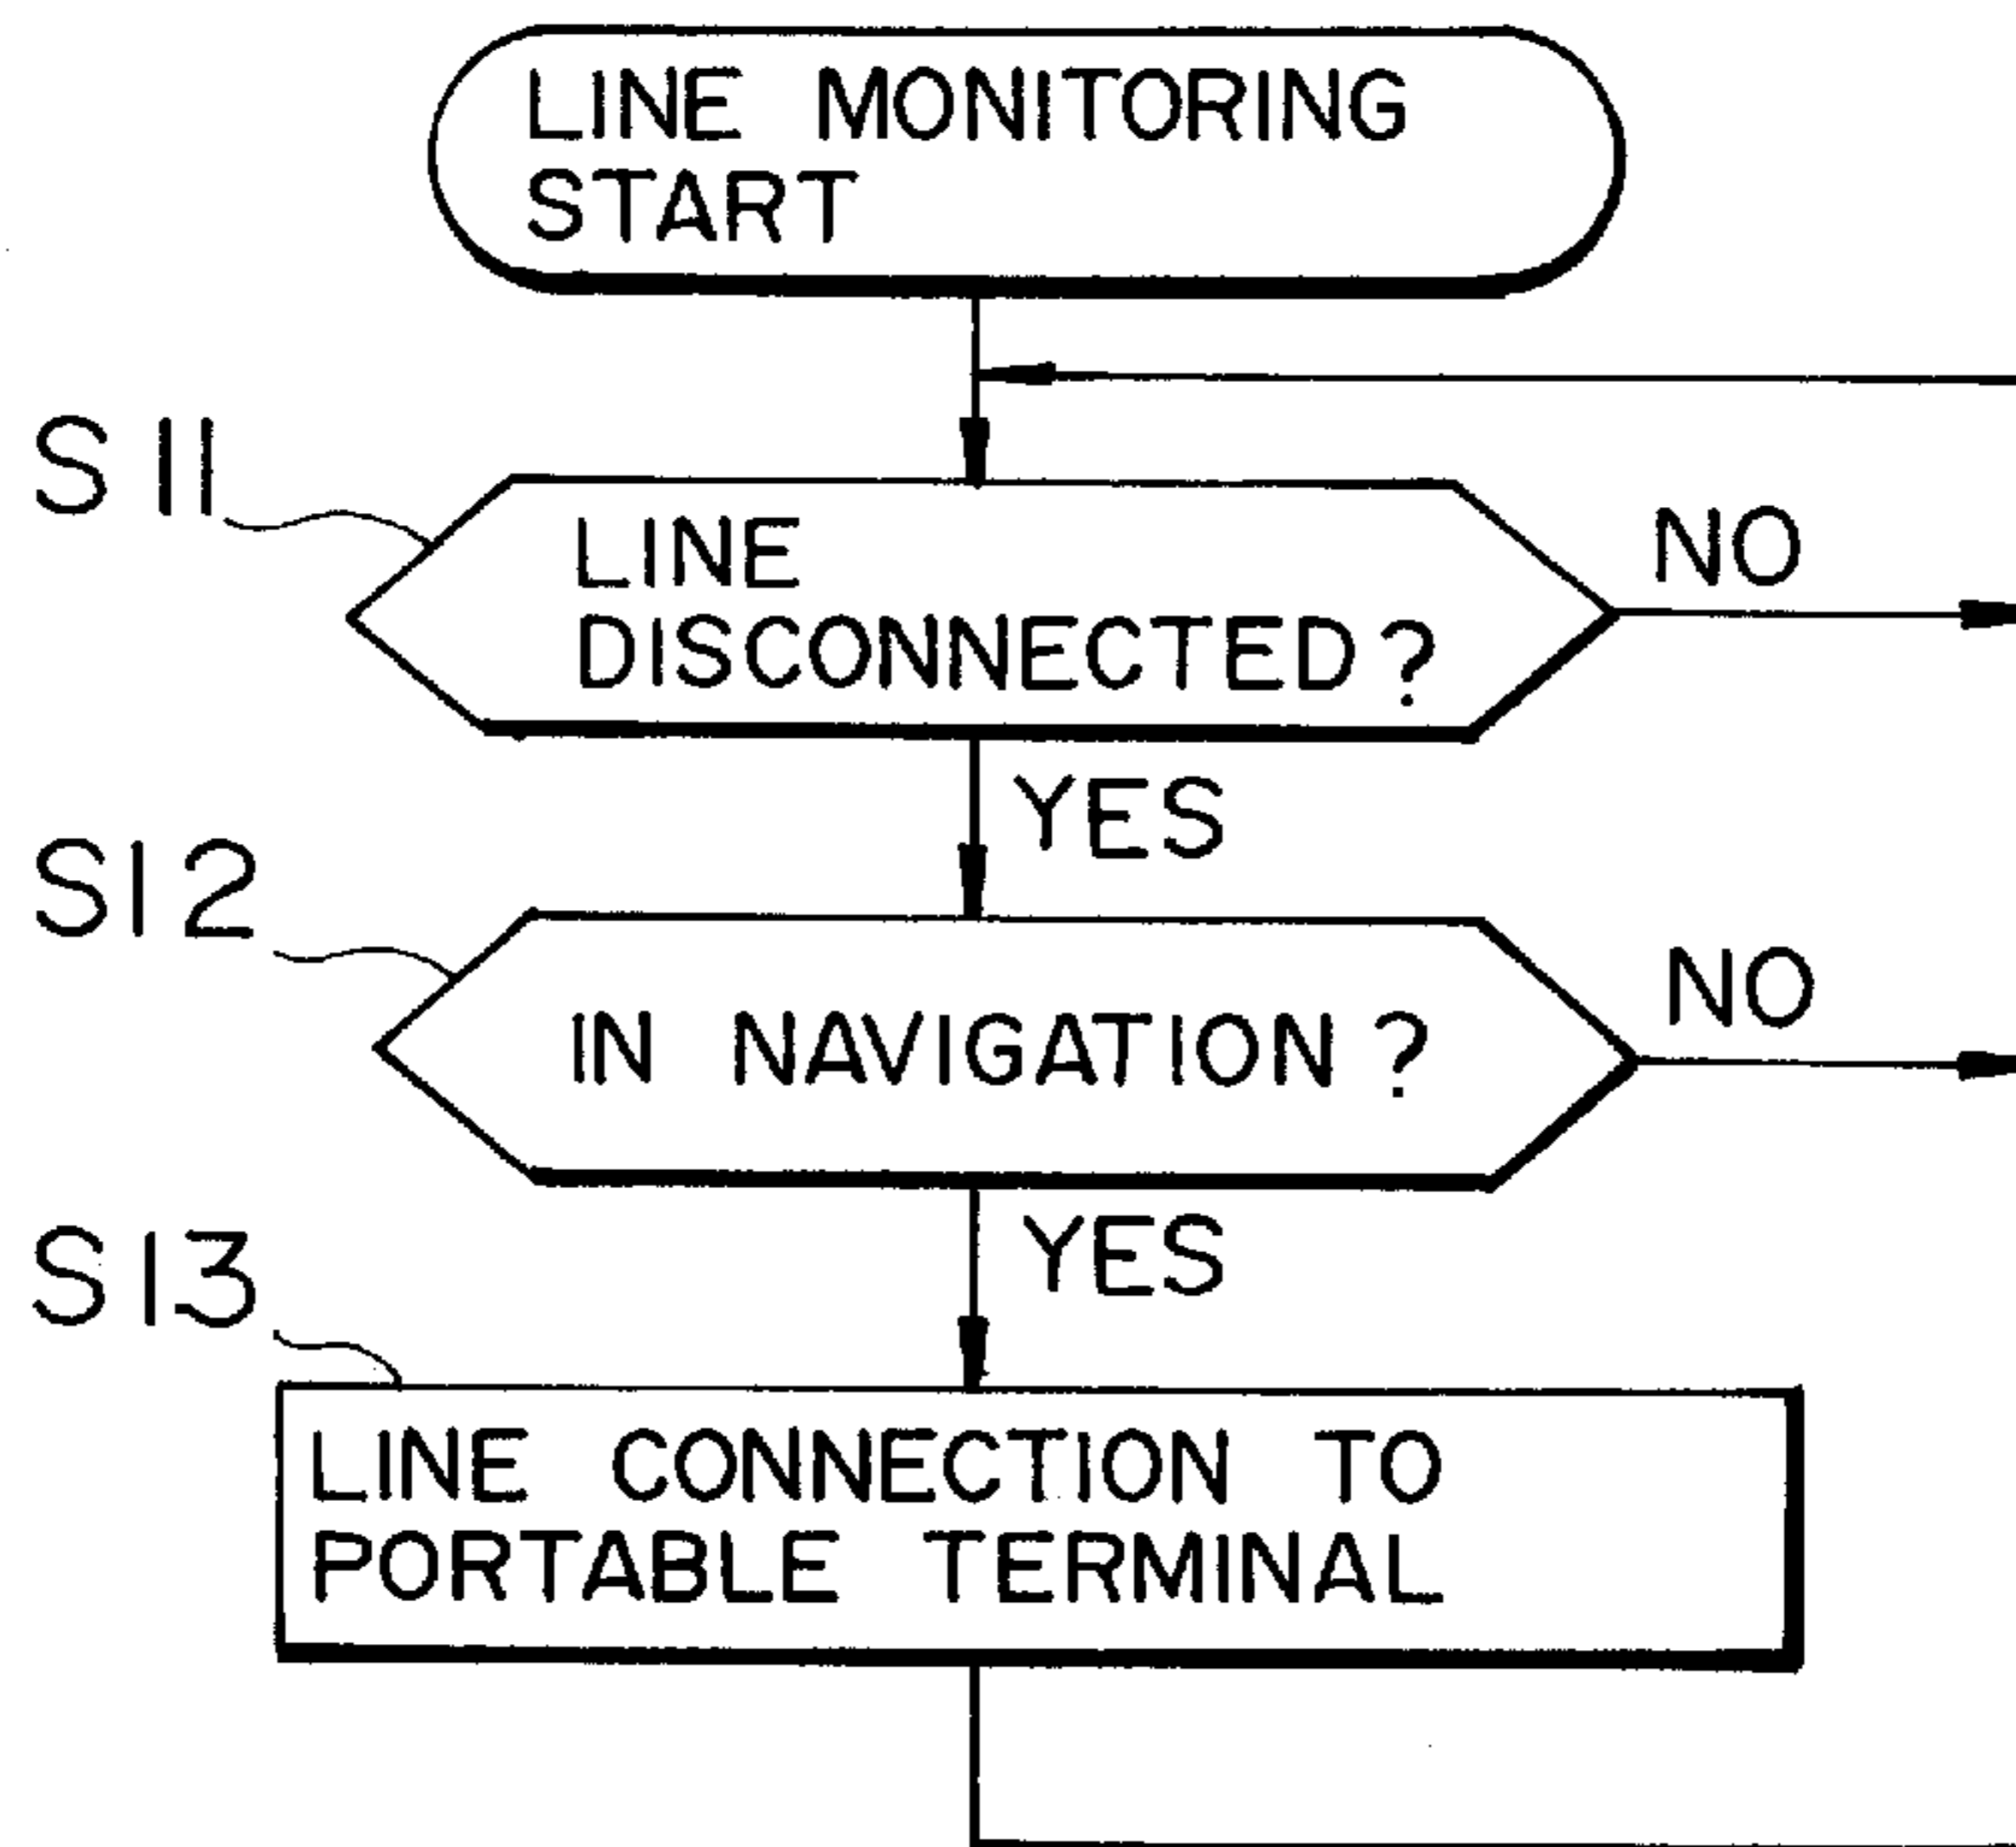 LINE MONITORING
START
S11
LINE
DISCONNECTED?
NO
YES
S12
IN NAVIGATION?
NO
YES
S13
LINE CONNECTION TO
PORTABLE TERMINAL